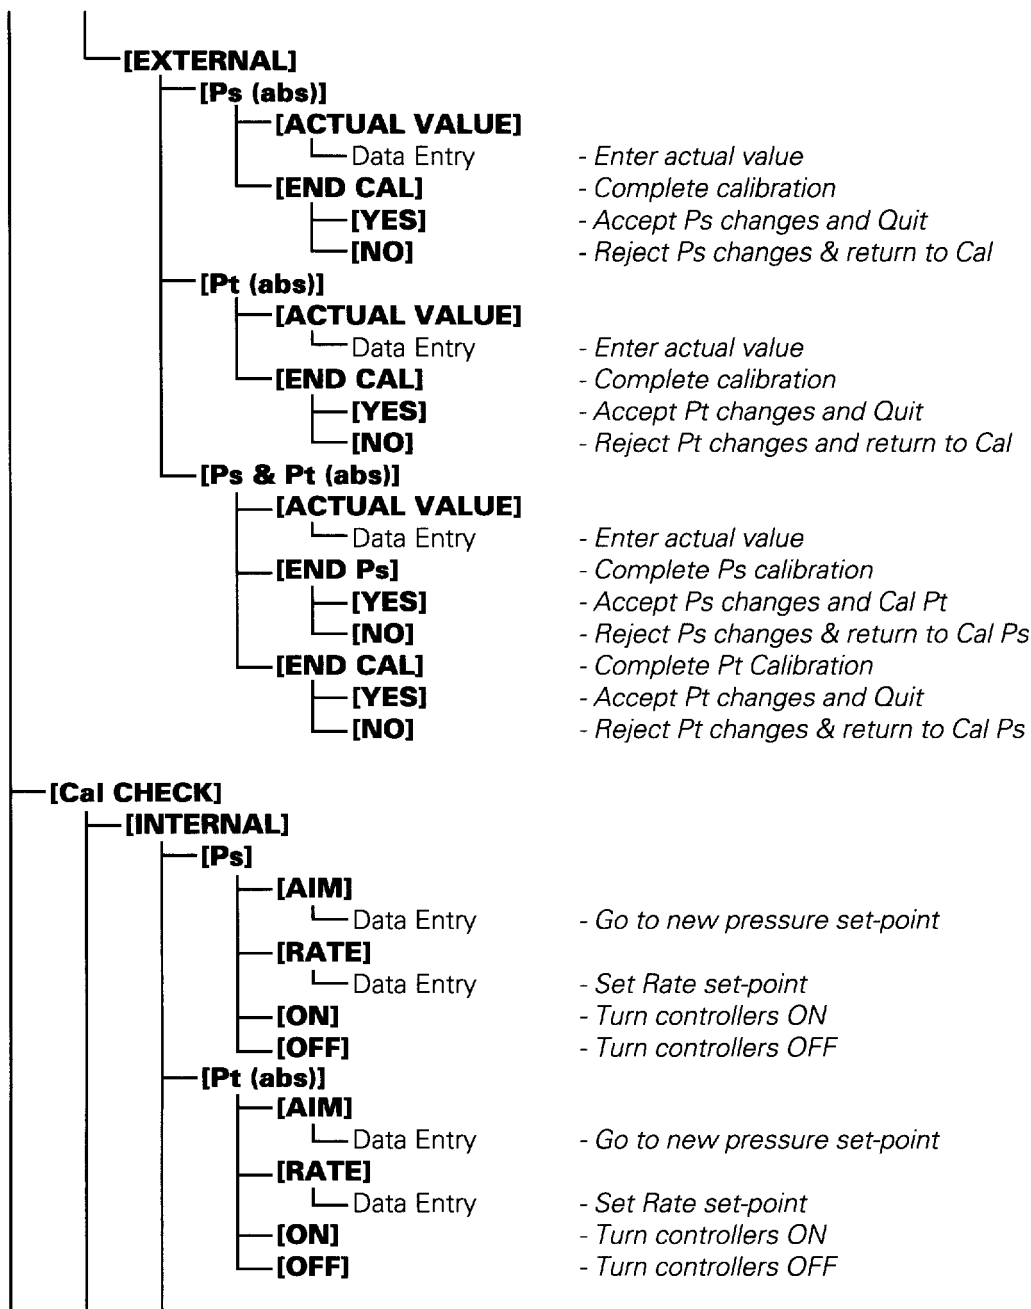 [EXTERNAL]
[Ps (abs)]
[ACTUAL VALUE]
Data Entry - Enter actual value
[END CAL] - Complete calibration
[YES] - Accept Ps changes and Quit
[NO] - Reject Ps changes & return to Cal
[Pt (abs)]
[ACTUAL VALUE]
Data Entry - Enter actual value
[END CAL] - Complete calibration
[YES] - Accept Pt changes and Quit
[NO] - Reject Pt changes and return to Cal
[Ps & Pt (abs)]
[ACTUAL VALUE]
Data Entry - Enter actual value
[END Ps] - Complete Ps calibration
[YES] - Accept Ps changes and Cal Pt
[NO] - Reject Ps changes & return to Cal Ps
[END CAL] - Complete Pt Calibration
[YES] - Accept Pt changes and Quit
[NO] - Reject Pt changes & return to Cal Ps
[Cal CHECK]
[INTERNAL]
[Ps]
[AIM]
Data Entry - Go to new pressure set-point
[RATE]
Data Entry - Set Rate set-point
[ON] - Turn controllers ON
[OFF] - Turn controllers OFF
[Pt (abs)]
[AIM]
Data Entry - Go to new pressure set-point
[RATE]
Data Entry - Set Rate set-point
[ON] - Turn controllers ON
[OFF] - Turn controllers OFF